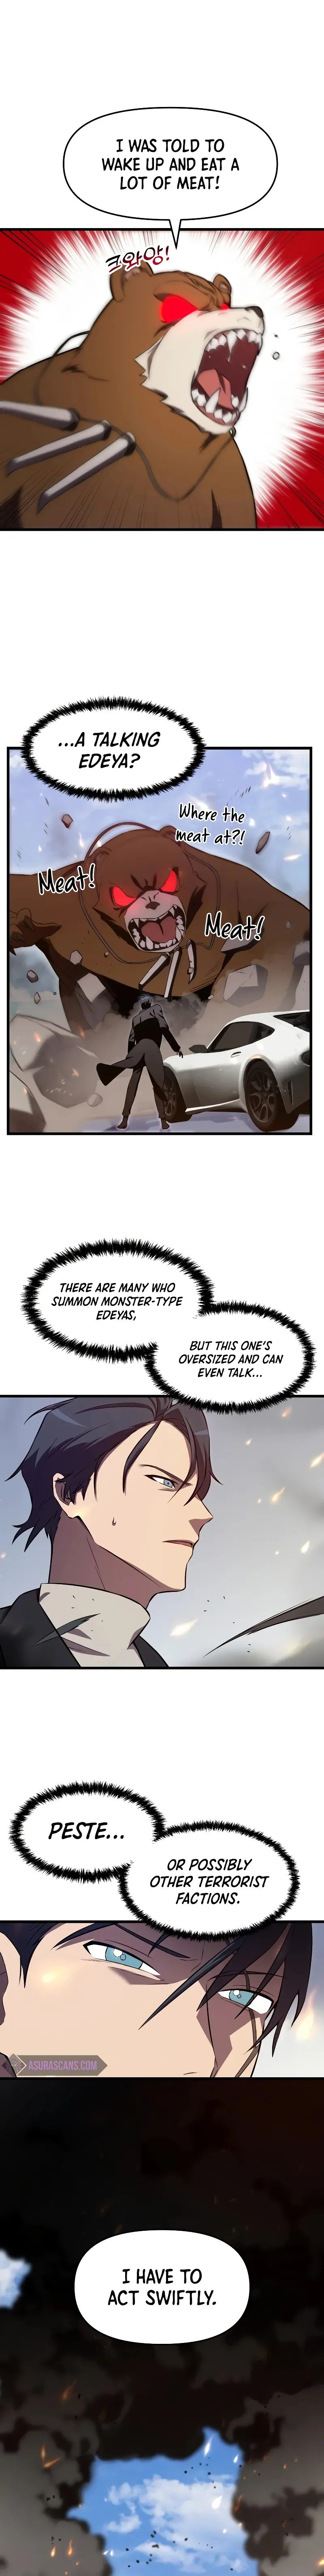 I WAS TOLD TO
WAKE UP AND EAT A
LOT OF MEAT!
크와앙!
...A TALKING
EDEYA?
Where the
meat at?!
Meat!
Meat!
THERE ARE MANY WHO
SUMMON MONSTER-TYPE
EDEYAS,
BUT THIS ONE'S
OVERSIZED AND CAN
EVEN TALK...
PESTE...
OR POSSIBLY
OTHER TERRORIST
FACTIONS.
ASURASCANS.COM
I HAVE TO
ACT SWIFTLY.